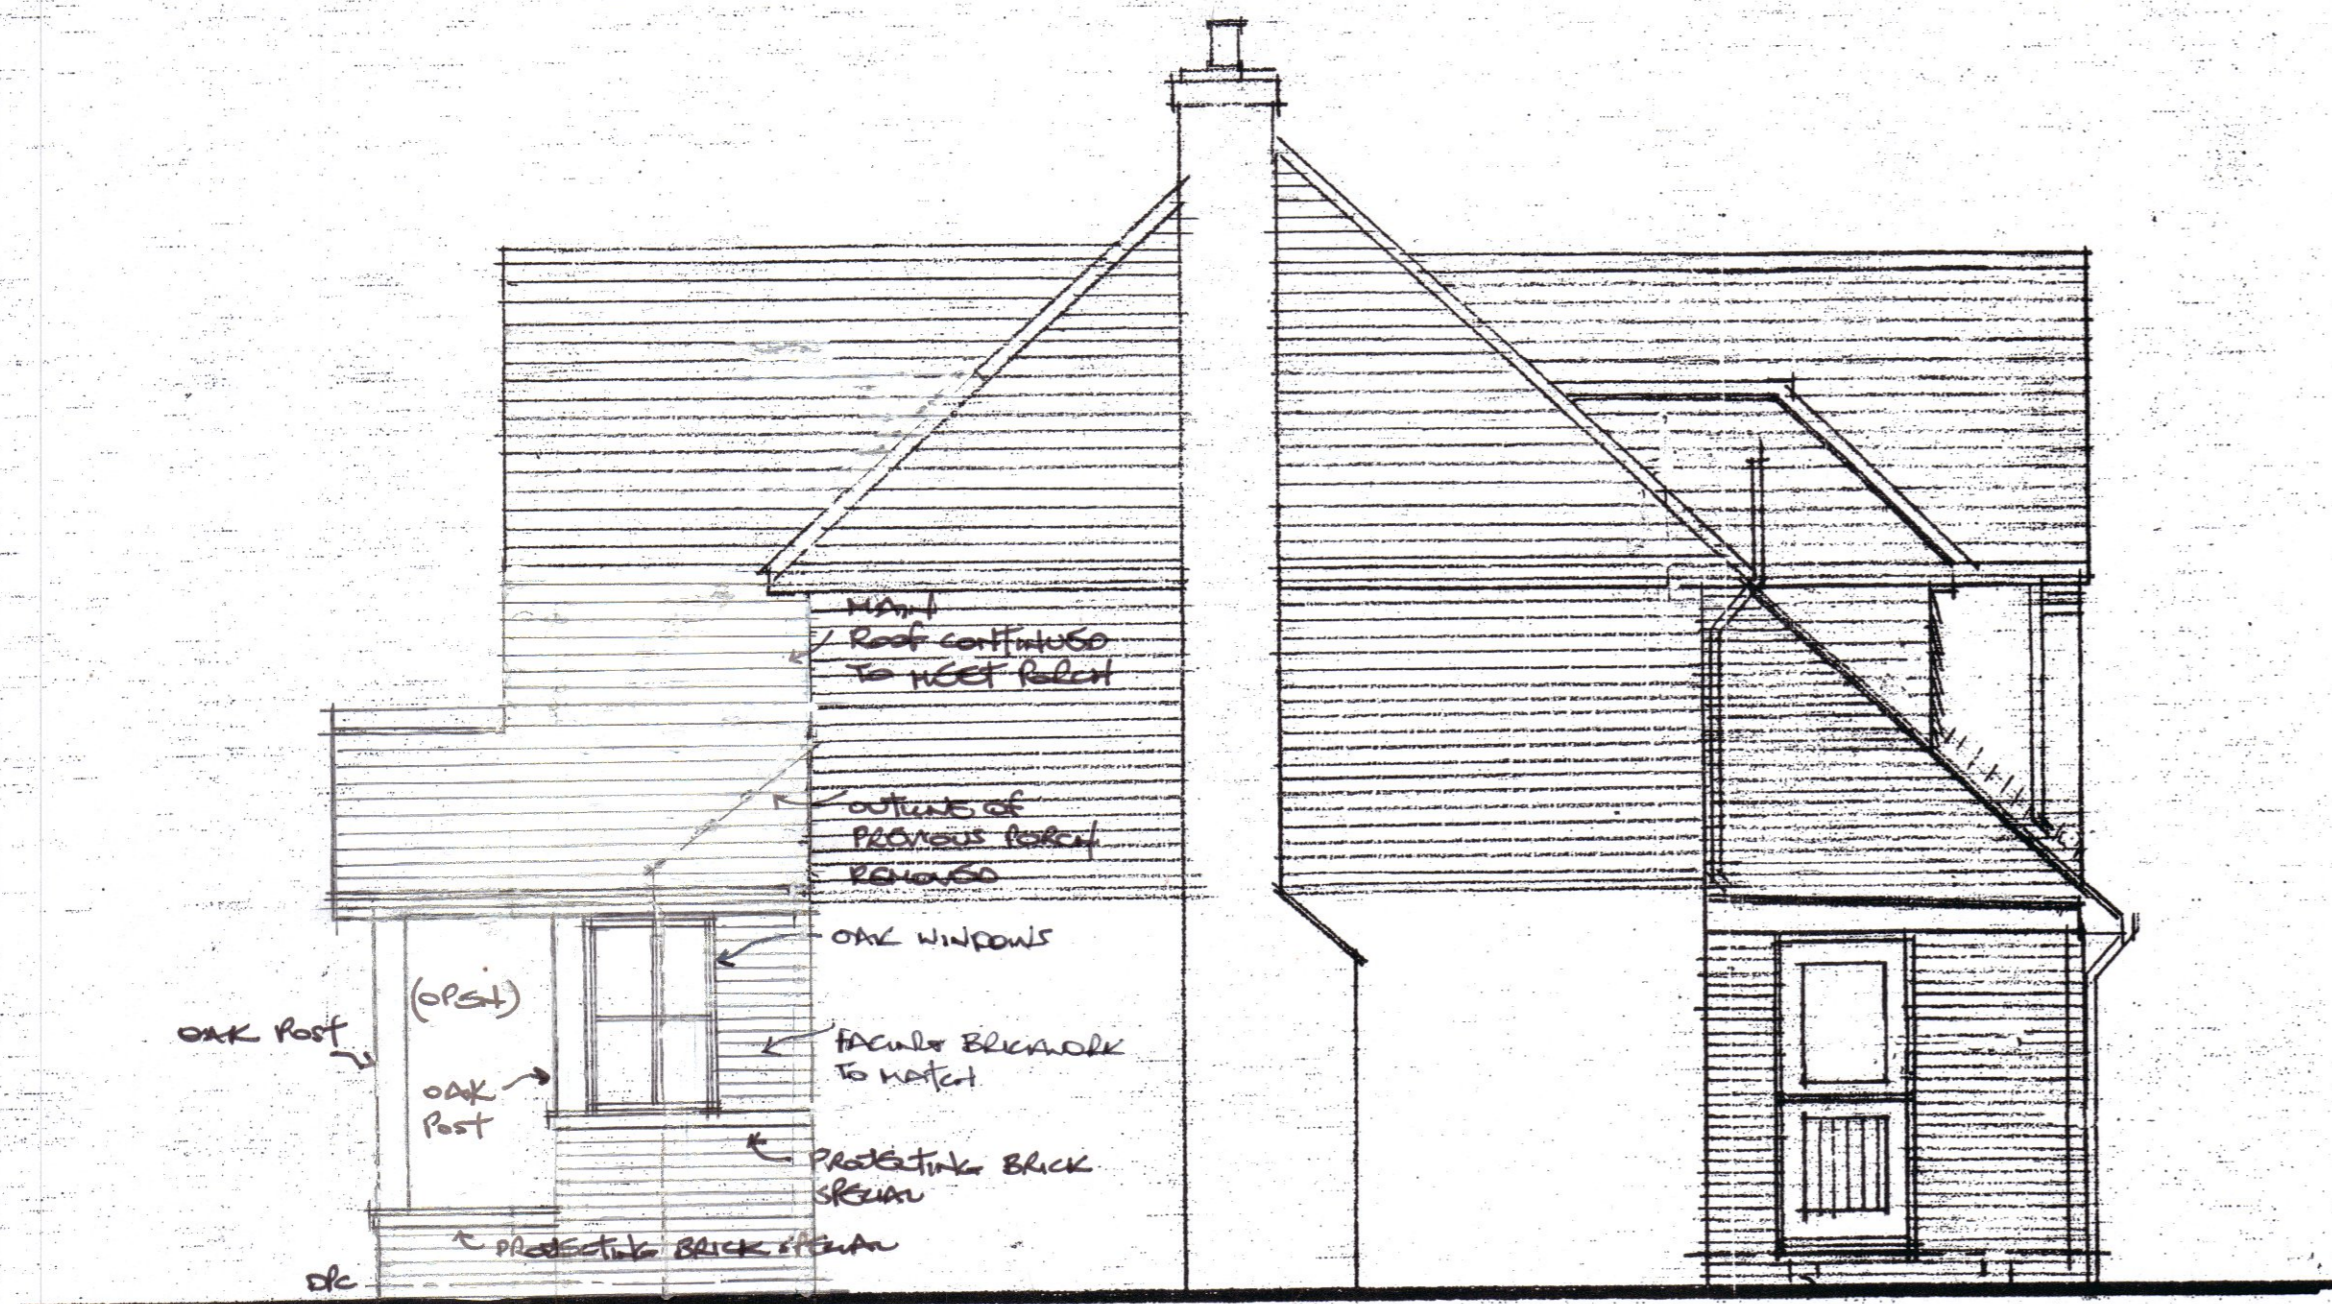 MAIN
ROOF CONTINUED
TO MEET PORCH
OUTLINE OF
PREVIOUS PORCH
REMOVED
OAK WINDOWS
(OPEN)
OAK POST
FACING BRICKWORK
TO MATCH
OAK
POST
PROJECTING BRICK
SPECIAL
PROJECTING BRICK SPECIAL
DPC